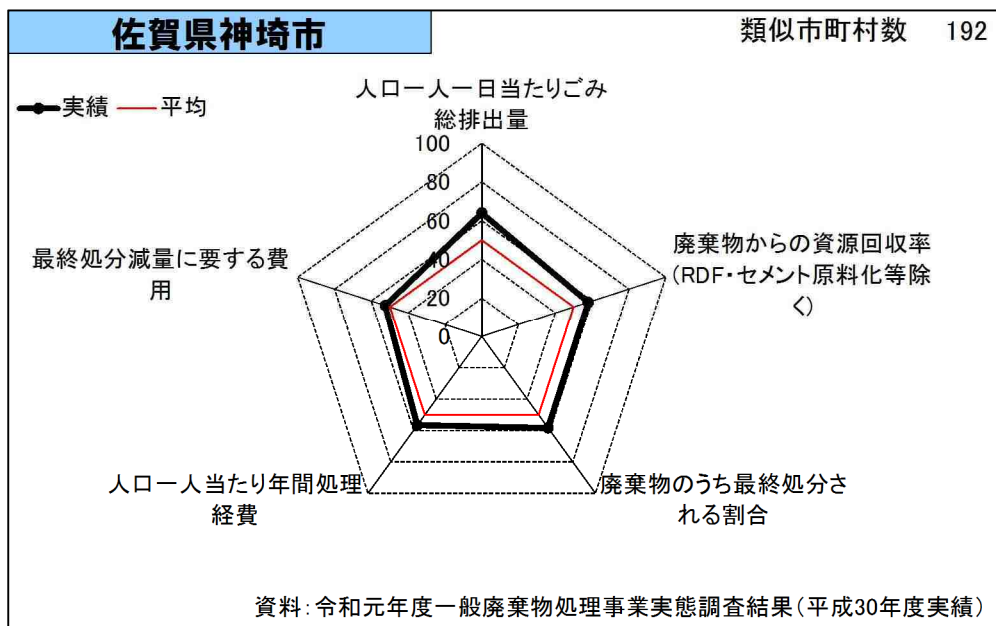 佐賀県神埼市
類似市町村数 192
実績 平均
人口一人一日当たりごみ
総排出量
100
80
60
40
20
0
廃棄物からの資源回収率
(RDF・セメント原料化等除
く)
最終処分減量に要する費
用
人口一人当たり年間処理
経費
廃棄物のうち最終処分さ
れる割合
資料:令和元年度一般廃棄物処理事業実態調査結果(平成30年度実績)